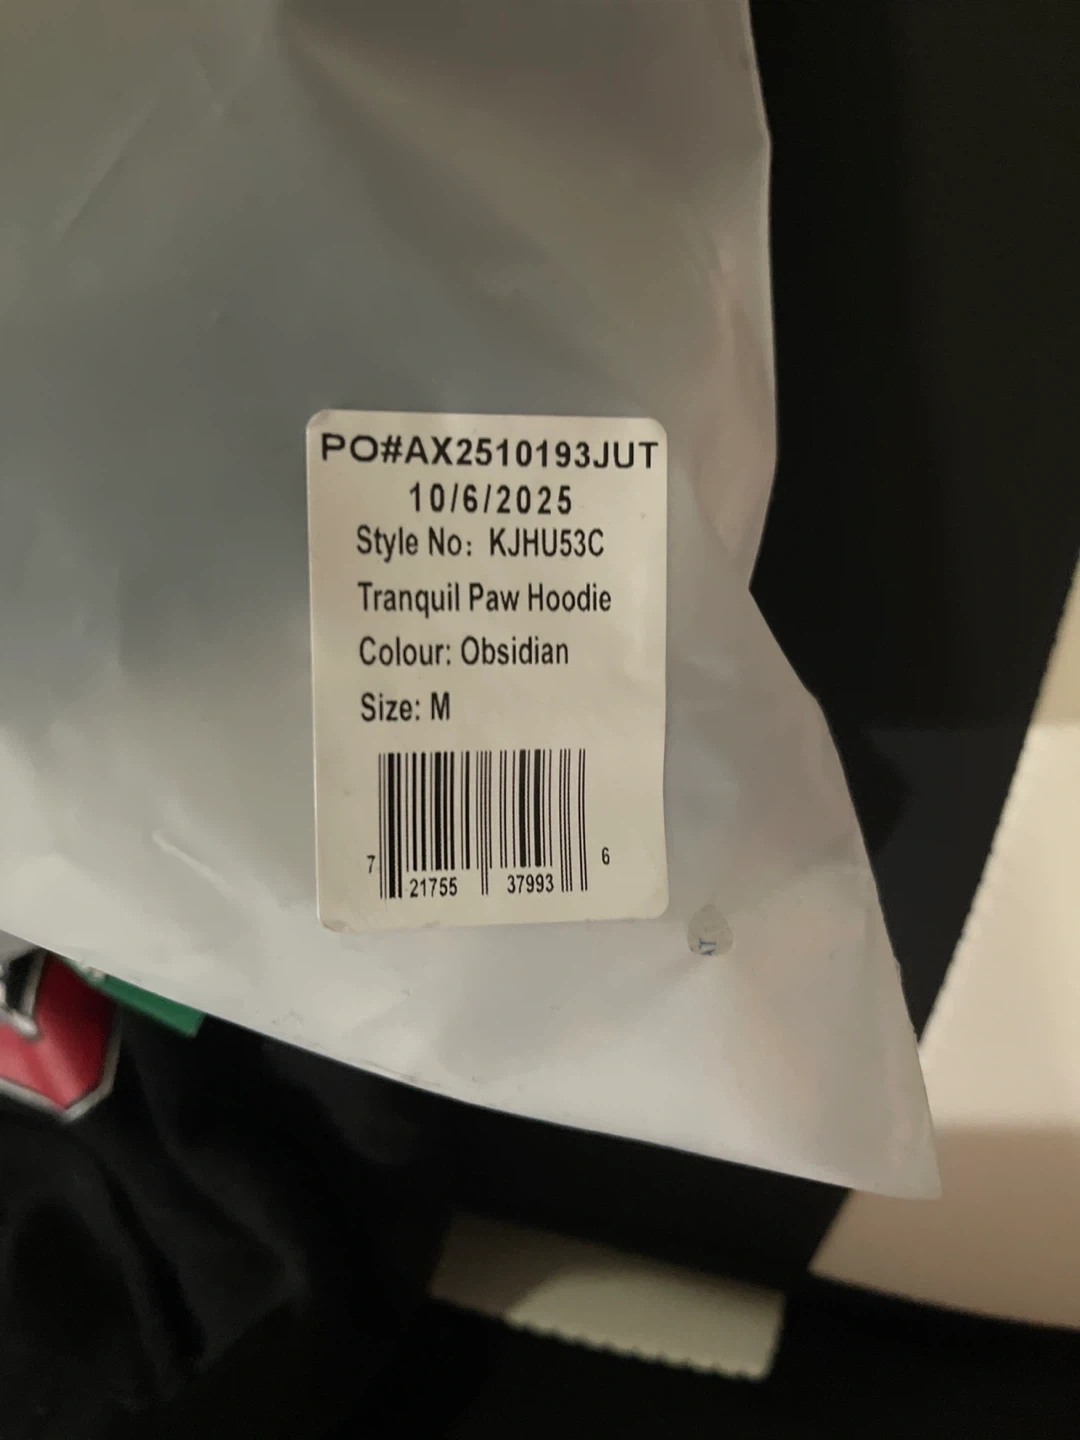 PO#AX2510193JUT
10/6/2025
Style No: KJHU53C
Tranquil Paw Hoodie
Colour: Obsidian
Size: M
7 21755 37993 6